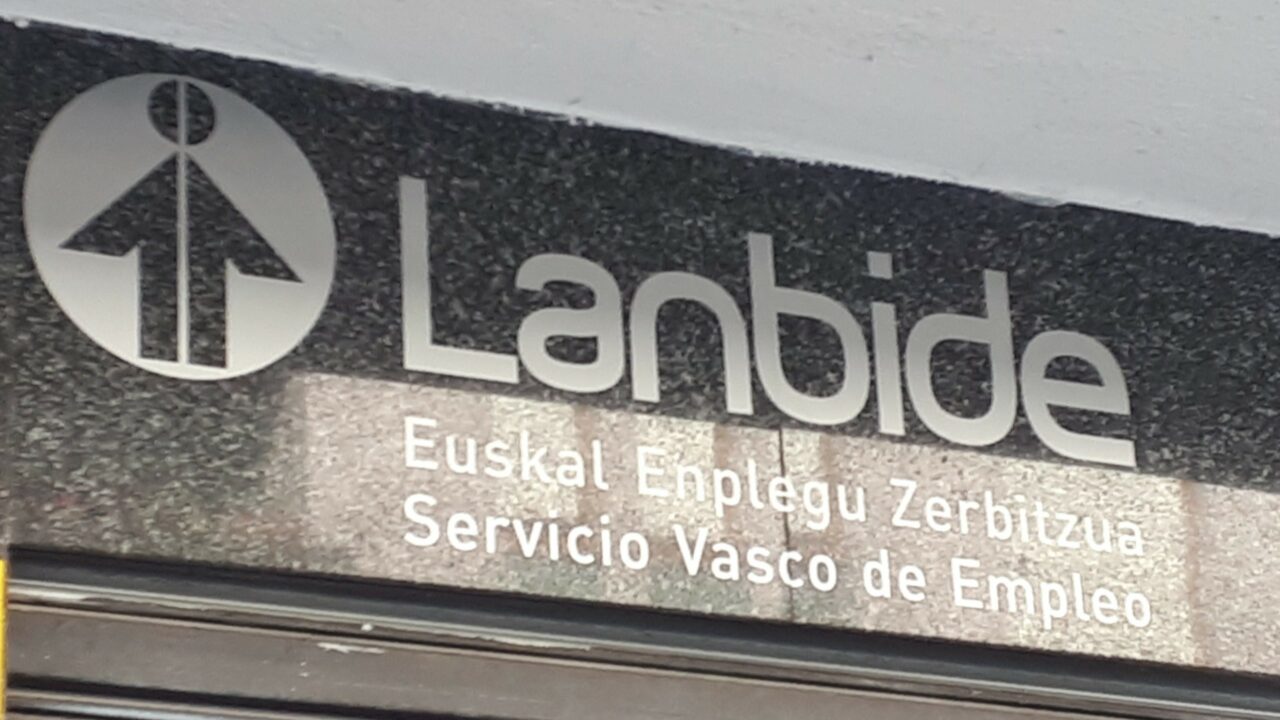 Lanbide
Euskal Enplegu Zerbitzua
Servicio Vasco de Empleo